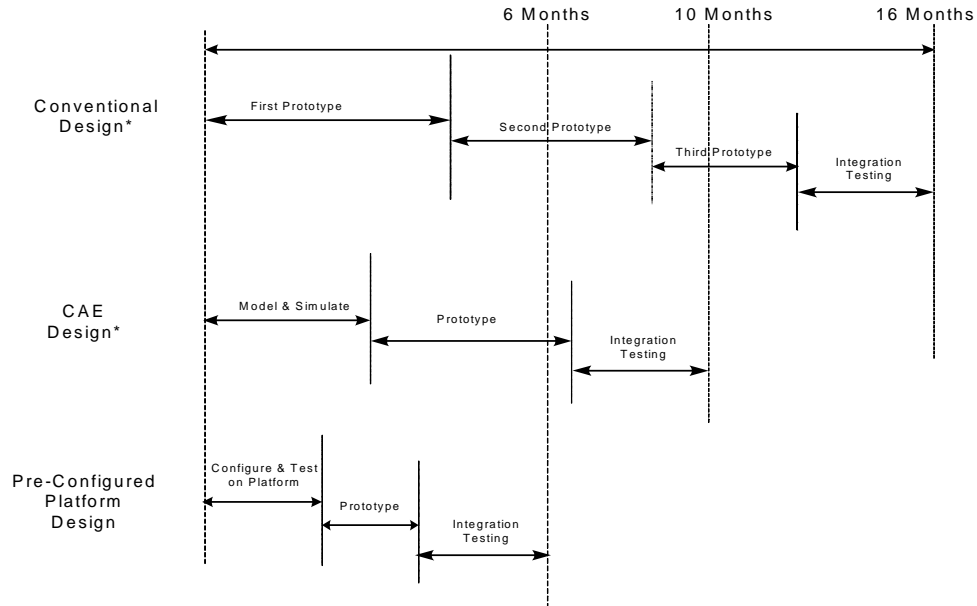 6 Months
10 Months
16 Months
Conventional
Design*
First Prototype
Second Prototype
Third Prototype
Integration
Testing
CAE
Design*
Model & Simulate
Prototype
Integration
Testing
Pre-Configured
Platform
Design
Configure & Test
on Platform
Prototype
Integration
Testing